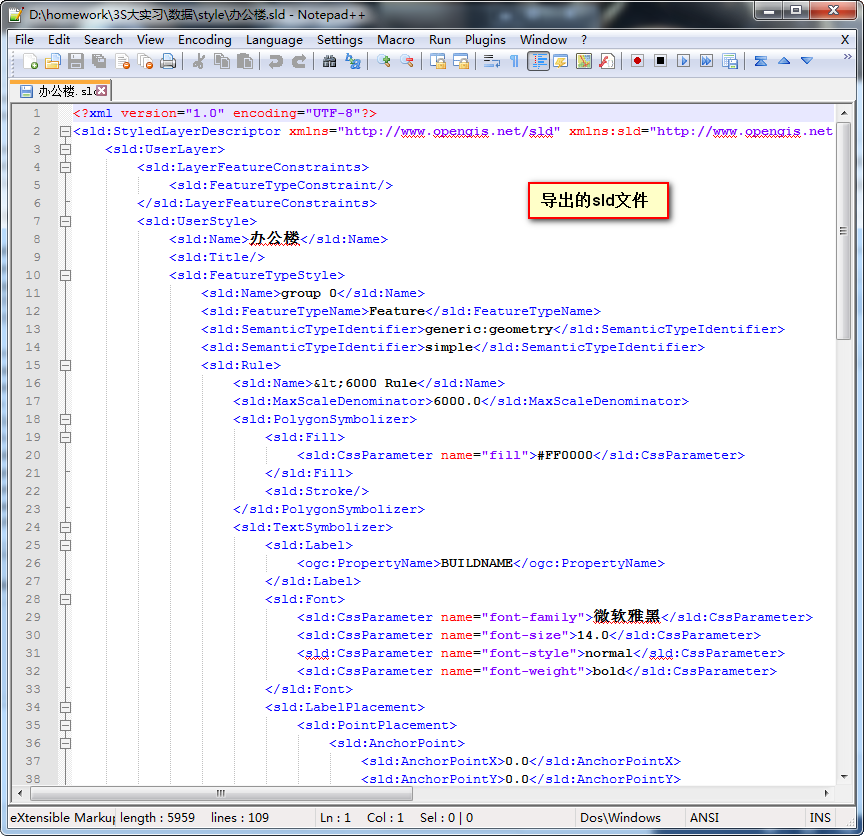 D:\homework\3S大实习\数据\style\办公楼.sld - Notepad++
File Edit Search View Encoding Language Settings Macro Run Plugins Window ? X
办公楼.sld
1 <?xml version="1.0" encoding="UTF-8"?>
2 <sld:StyledLayerDescriptor xmlns="http://www.opengis.net/sld" xmlns:sld="http://www.opengis.net
3 <sld:UserLayer>
4 <sld:LayerFeatureConstraints>
5 <sld:FeatureTypeConstraint/>
6 </sld:LayerFeatureConstraints>
导出的sld文件
7 <sld:UserStyle>
8 <sld:Name>办公楼</sld:Name>
9 <sld:Title/>
10 <sld:FeatureTypeStyle>
11 <sld:Name>group 0</sld:Name>
12 <sld:FeatureTypeName>Feature</sld:FeatureTypeName>
13 <sld:SemanticTypeIdentifier>generic:geometry</sld:SemanticTypeIdentifier>
14 <sld:SemanticTypeIdentifier>simple</sld:SemanticTypeIdentifier>
15 <sld:Rule>
16 <sld:Name>&lt;6000 Rule</sld:Name>
17 <sld:MaxScaleDenominator>6000.0</sld:MaxScaleDenominator>
18 <sld:PolygonSymbolizer>
19 <sld:Fill>
20 <sld:CssParameter name="fill">#FF0000</sld:CssParameter>
21 </sld:Fill>
22 <sld:Stroke/>
23 </sld:PolygonSymbolizer>
24 <sld:TextSymbolizer>
25 <sld:Label>
26 <ogc:PropertyName>BUILDNAME</ogc:PropertyName>
27 </sld:Label>
28 <sld:Font>
29 <sld:CssParameter name="font-family">微软雅黑</sld:CssParameter>
30 <sld:CssParameter name="font-size">14.0</sld:CssParameter>
31 <sld:CssParameter name="font-style">normal</sld:CssParameter>
32 <sld:CssParameter name="font-weight">bold</sld:CssParameter>
33 </sld:Font>
34 <sld:LabelPlacement>
35 <sld:PointPlacement>
36 <sld:AnchorPoint>
37 <sld:AnchorPointX>0.0</sld:AnchorPointX>
38 <sld:AnchorPointY>0.0</sld:AnchorPointY>
eXtensible Markup length : 5959 lines : 109 Ln : 1 Col : 1 Sel : 0 | 0 Dos\Windows ANSI INS